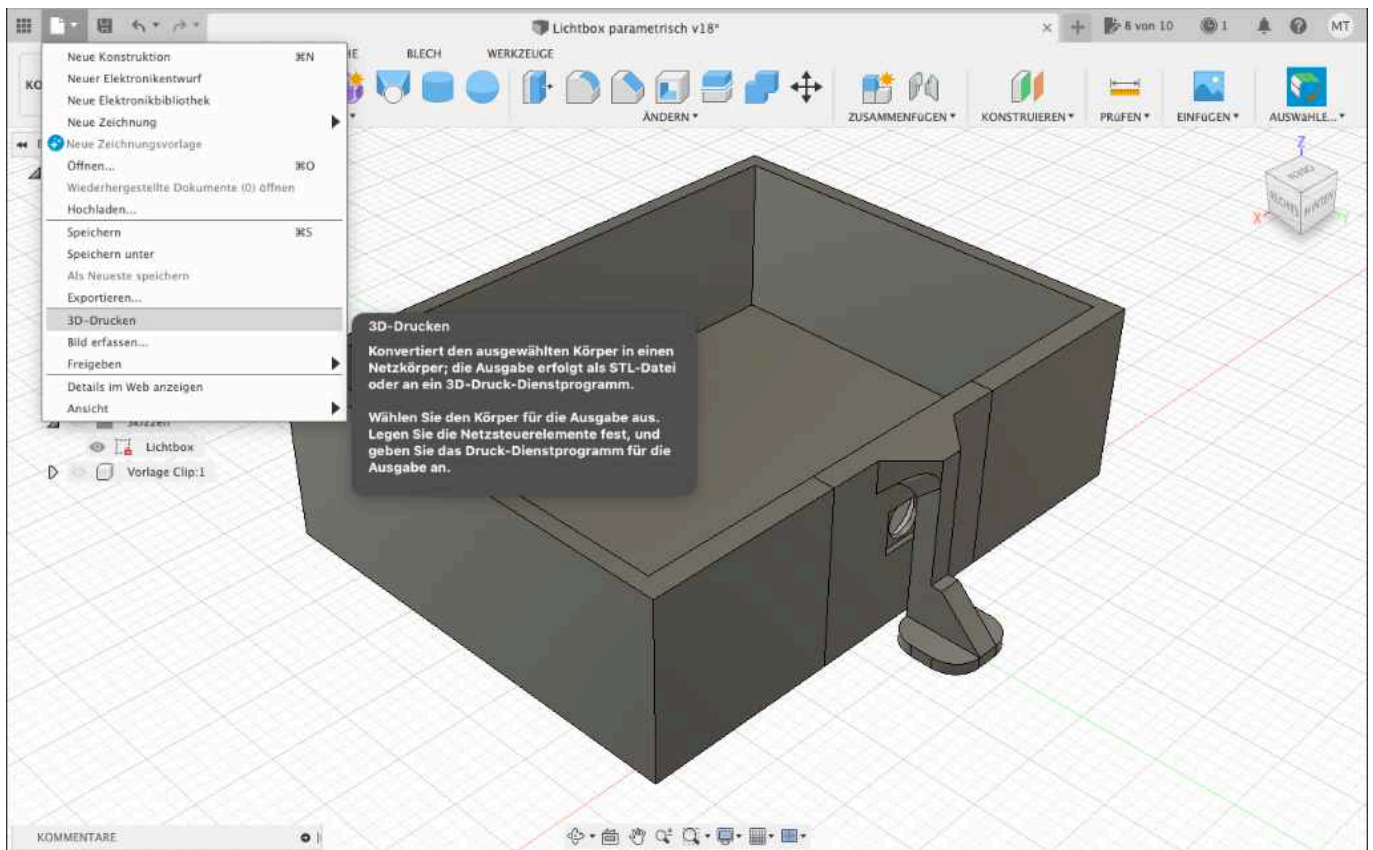 Lichtbox parametrisch v18*
8 von 10
1
MT
Neue Konstruktion ⌘N
Neuer Elektronikentwurf
Neue Elektronikbibliothek
Neue Zeichnung
Neue Zeichnungsvorlage
Öffnen... ⌘O
Wiederhergestellte Dokumente (0) öffnen
Hochladen...
Speichern ⌘S
Speichern unter
Als Neueste speichern
Exportieren...
3D-Drucken
Bild erfassen...
Freigeben
Details im Web anzeigen
Ansicht
BLECH
WERKZEUGE
ÄNDERN
ZUSAMMENFÜGEN
KONSTRUIEREN
PRÜFEN
EINFÜGEN
AUSWÄHLE...
3D-Drucken
Konvertiert den ausgewählten Körper in einen
Netzkörper; die Ausgabe erfolgt als STL-Datei
oder an ein 3D-Druck-Dienstprogramm.
Wählen Sie den Körper für die Ausgabe aus.
Legen Sie die Netzsteuerelemente fest, und
geben Sie das Druck-Dienstprogramm für die
Ausgabe an.
Z
X
Y
RECHTS
HINTEN
Skizzen
Lichtbox
Vorlage Clip:1
KOMMENTARE